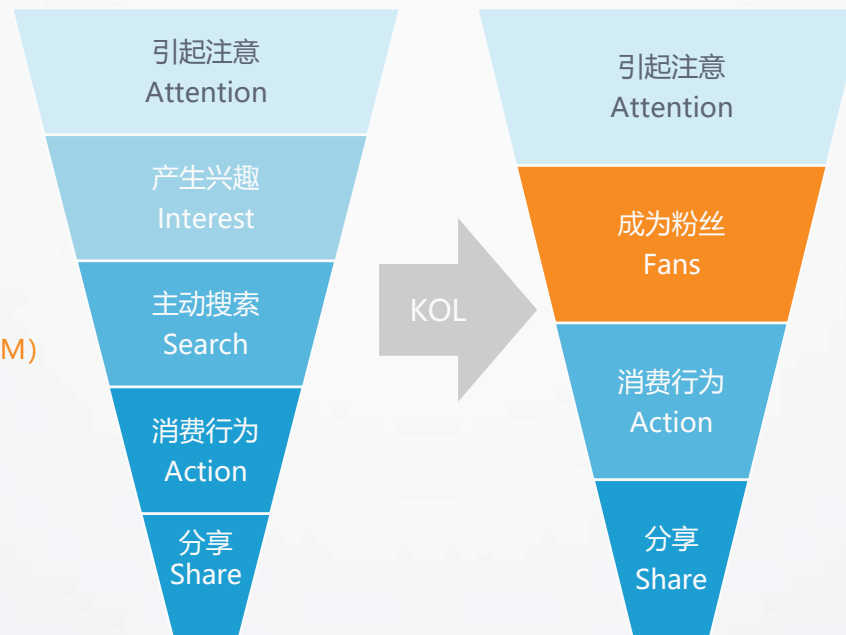 引起注意
Attention
产生兴趣
Interest
主动搜索
Search
M)
消费行为
Action
分享
Share
KOL
引起注意
Attention
成为粉丝
Fans
消费行为
Action
分享
Share